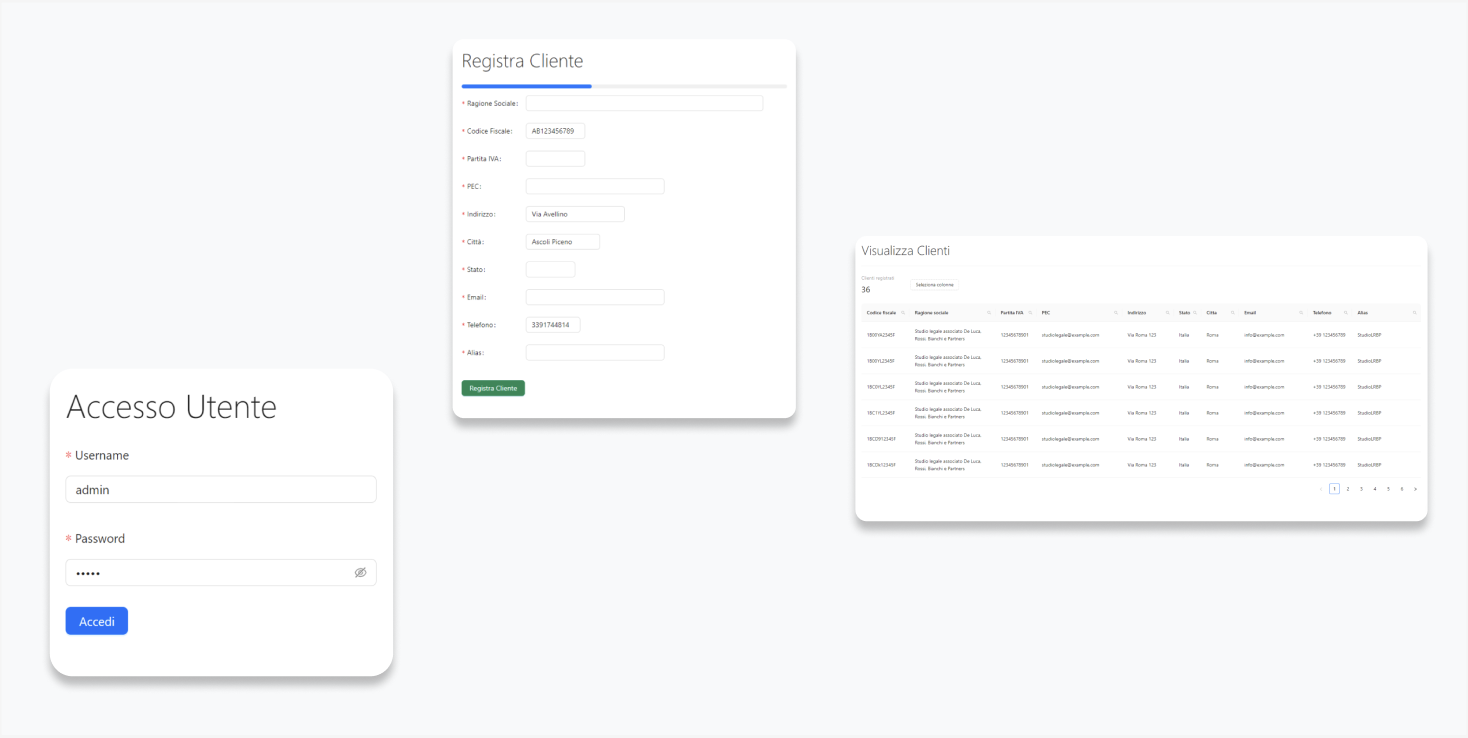 Accesso Utente
* Username
admin
* Password
•••••
Accedi
Registra Cliente
* Ragione Sociale:
* Codice Fiscale: AB123456789
* Partita IVA:
* PEC:
* Indirizzo: Via Avellino
* Città: Ascoli Piceno
* Stato:
* Email:
* Telefono: 3391744814
* Alias:
Registra Cliente
Visualizza Clienti
Clienti registrati
36 Seleziona colonne
Codice fiscale Ragione sociale Partita IVA PEC Indirizzo Stato Citta Email Telefono Alias
Studio legale associato De Luca,
12345678901 studiolegale@example.com Via Roma 123 Italia Roma info@example.com +39 123456789 StudioLRBP
Rossi, Bianchi e Partners
Studio legale associato De Luca,
12345678901 studiolegale@example.com Via Roma 123 Italia Roma info@example.com +39 123456789 StudioLRBP
Rossi, Bianchi e Partners
Studio legale associato De Luca,
12345678901 studiolegale@example.com Via Roma 123 Italia Roma info@example.com +39 123456789 StudioLRBP
Rossi, Bianchi e Partners
Studio legale associato De Luca,
12345678901 studiolegale@example.com Via Roma 123 Italia Roma info@example.com +39 123456789 StudioLRBP
Rossi, Bianchi e Partners
Studio legale associato De Luca,
12345678901 studiolegale@example.com Via Roma 123 Italia Roma info@example.com +39 123456789 StudioLRBP
Rossi, Bianchi e Partners
Studio legale associato De Luca,
12345678901 studiolegale@example.com Via Roma 123 Italia Roma info@example.com +39 123456789 StudioLRBP
Rossi, Bianchi e Partners
< 1 2 3 4 5 6 >